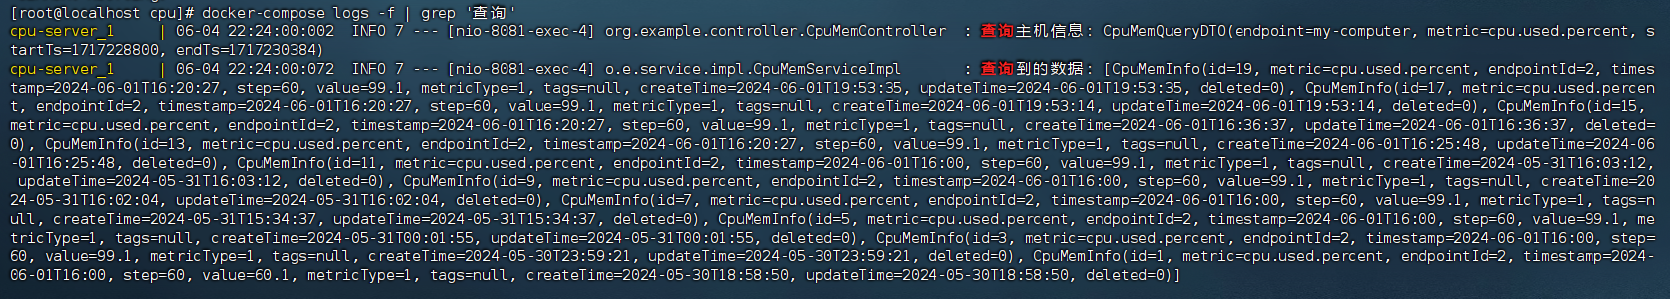 [root@localhost cpu]# docker-compose logs -f | grep '查询'
cpu-server_1     | 06-04 22:24:00:002  INFO 7 --- [nio-8081-exec-4] org.example.controller.CpuMemController  : 查询主机信息: CpuMemQueryDTO(endpoint=my-computer, metric=cpu.used.percent, s
tartTs=1717228800, endTs=1717230384)
cpu-server_1     | 06-04 22:24:00:072  INFO 7 --- [nio-8081-exec-4] o.e.service.impl.CpuMemServiceImpl       : 查询到的数据: [CpuMemInfo(id=19, metric=cpu.used.percent, endpointId=2, times
tamp=2024-06-01T16:20:27, step=60, value=99.1, metricType=1, tags=null, createTime=2024-06-01T19:53:35, updateTime=2024-06-01T19:53:35, deleted=0), CpuMemInfo(id=17, metric=cpu.used.percen
t, endpointId=2, timestamp=2024-06-01T16:20:27, step=60, value=99.1, metricType=1, tags=null, createTime=2024-06-01T19:53:14, updateTime=2024-06-01T19:53:14, deleted=0), CpuMemInfo(id=15, 
metric=cpu.used.percent, endpointId=2, timestamp=2024-06-01T16:20:27, step=60, value=99.1, metricType=1, tags=null, createTime=2024-06-01T16:36:37, updateTime=2024-06-01T16:36:37, deleted=
0), CpuMemInfo(id=13, metric=cpu.used.percent, endpointId=2, timestamp=2024-06-01T16:20:27, step=60, value=99.1, metricType=1, tags=null, createTime=2024-06-01T16:25:48, updateTime=2024-06
-01T16:25:48, deleted=0), CpuMemInfo(id=11, metric=cpu.used.percent, endpointId=2, timestamp=2024-06-01T16:00, step=60, value=99.1, metricType=1, tags=null, createTime=2024-05-31T16:03:12,
 updateTime=2024-05-31T16:03:12, deleted=0), CpuMemInfo(id=9, metric=cpu.used.percent, endpointId=2, timestamp=2024-06-01T16:00, step=60, value=99.1, metricType=1, tags=null, createTime=20
24-05-31T16:02:04, updateTime=2024-05-31T16:02:04, deleted=0), CpuMemInfo(id=7, metric=cpu.used.percent, endpointId=2, timestamp=2024-06-01T16:00, step=60, value=99.1, metricType=1, tags=n
ull, createTime=2024-05-31T15:34:37, updateTime=2024-05-31T15:34:37, deleted=0), CpuMemInfo(id=5, metric=cpu.used.percent, endpointId=2, timestamp=2024-06-01T16:00, step=60, value=99.1, me
tricType=1, tags=null, createTime=2024-05-31T00:01:55, updateTime=2024-05-31T00:01:55, deleted=0), CpuMemInfo(id=3, metric=cpu.used.percent, endpointId=2, timestamp=2024-06-01T16:00, step=
60, value=99.1, metricType=1, tags=null, createTime=2024-05-30T23:59:21, updateTime=2024-05-30T23:59:21, deleted=0), CpuMemInfo(id=1, metric=cpu.used.percent, endpointId=2, timestamp=2024-
06-01T16:00, step=60, value=60.1, metricType=1, tags=null, createTime=2024-05-30T18:58:50, updateTime=2024-05-30T18:58:50, deleted=0)]